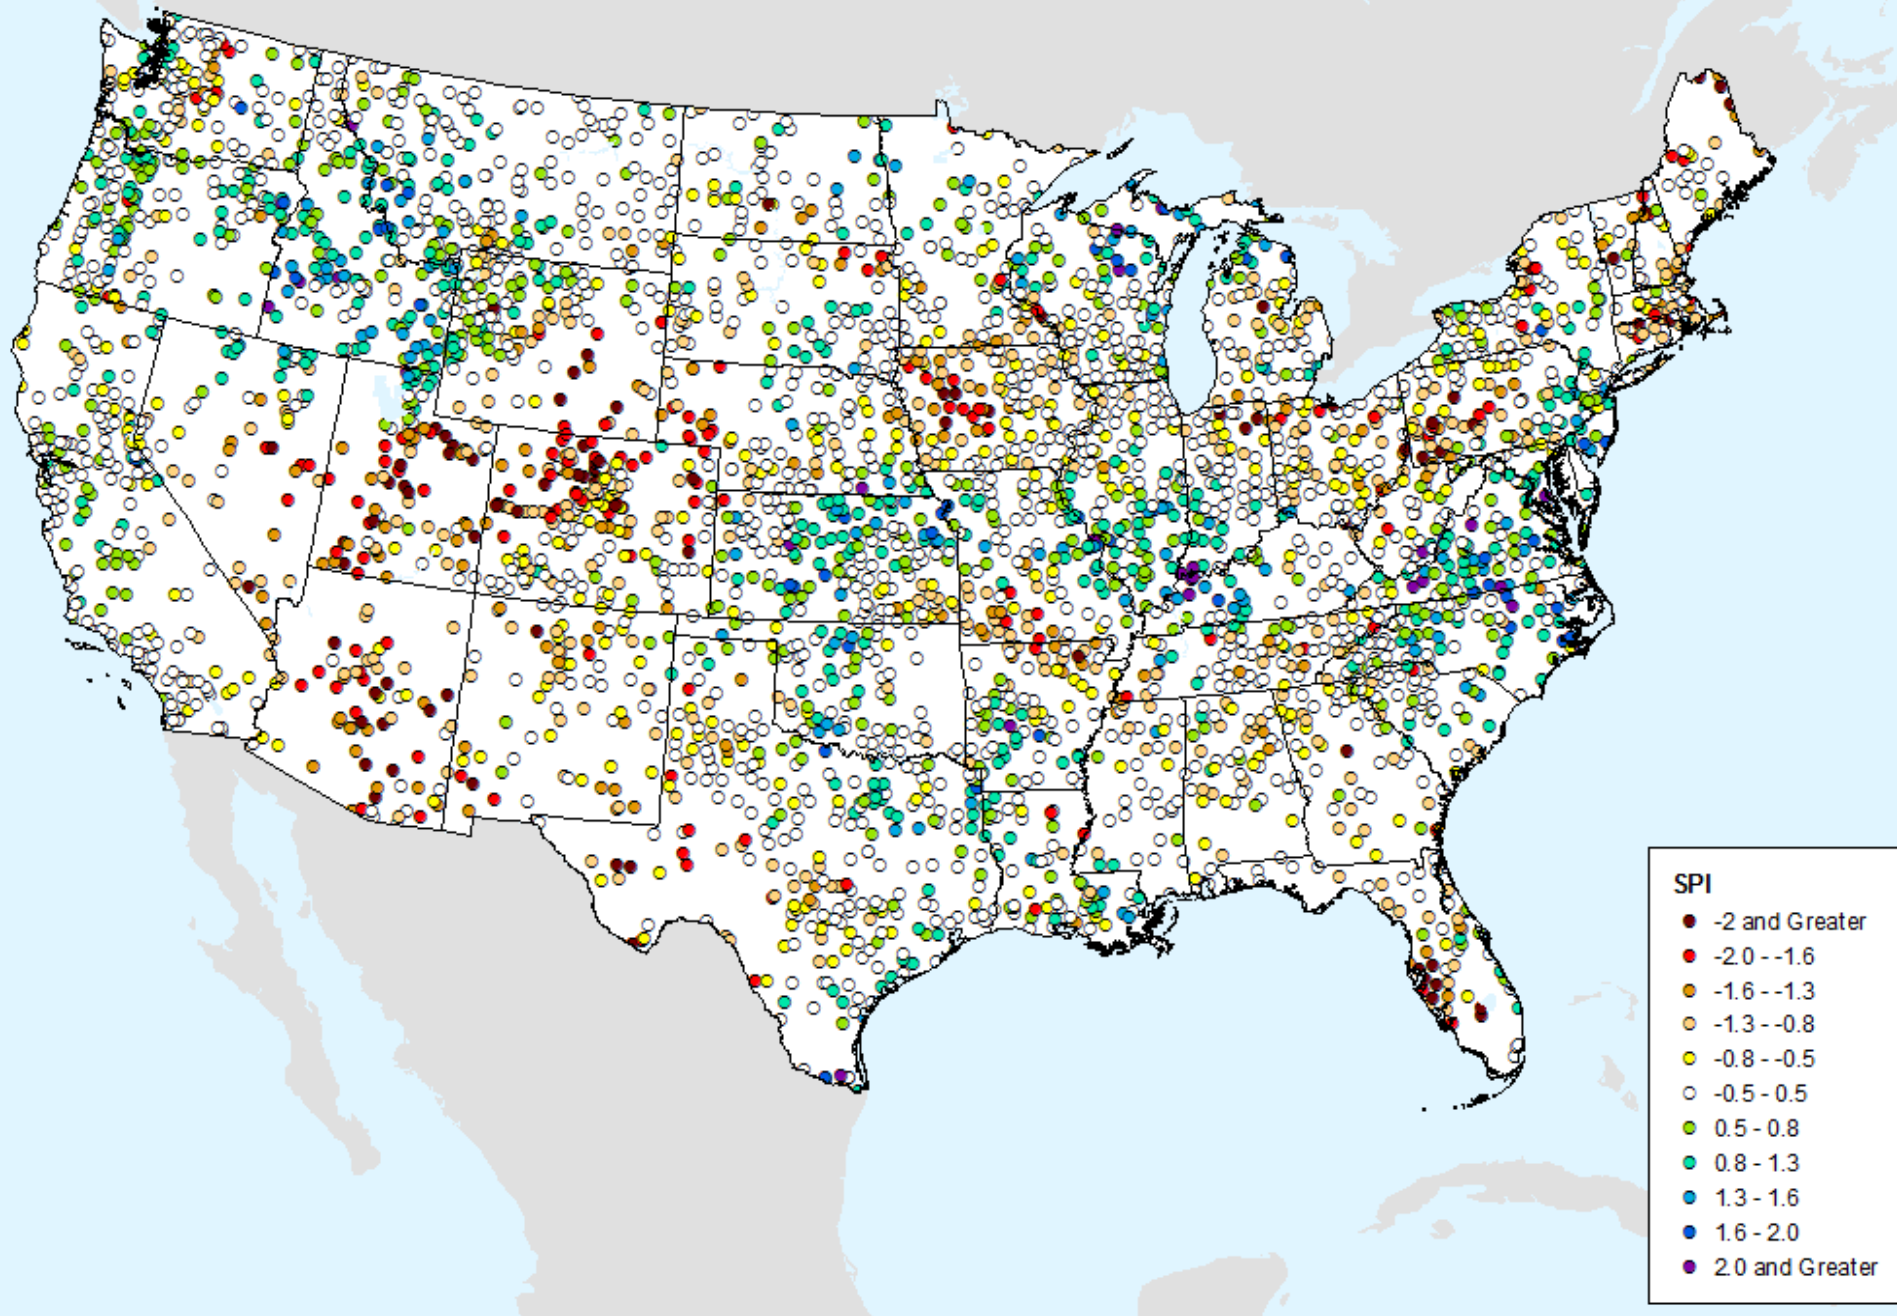 SPI
-2 and Greater
-2.0 - -1.6
-1.6 - -1.3
-1.3 - -0.8
-0.8 - -0.5
-0.5 - 0.5
0.5 - 0.8
0.8 - 1.3
1.3 - 1.6
1.6 - 2.0
2.0 and Greater